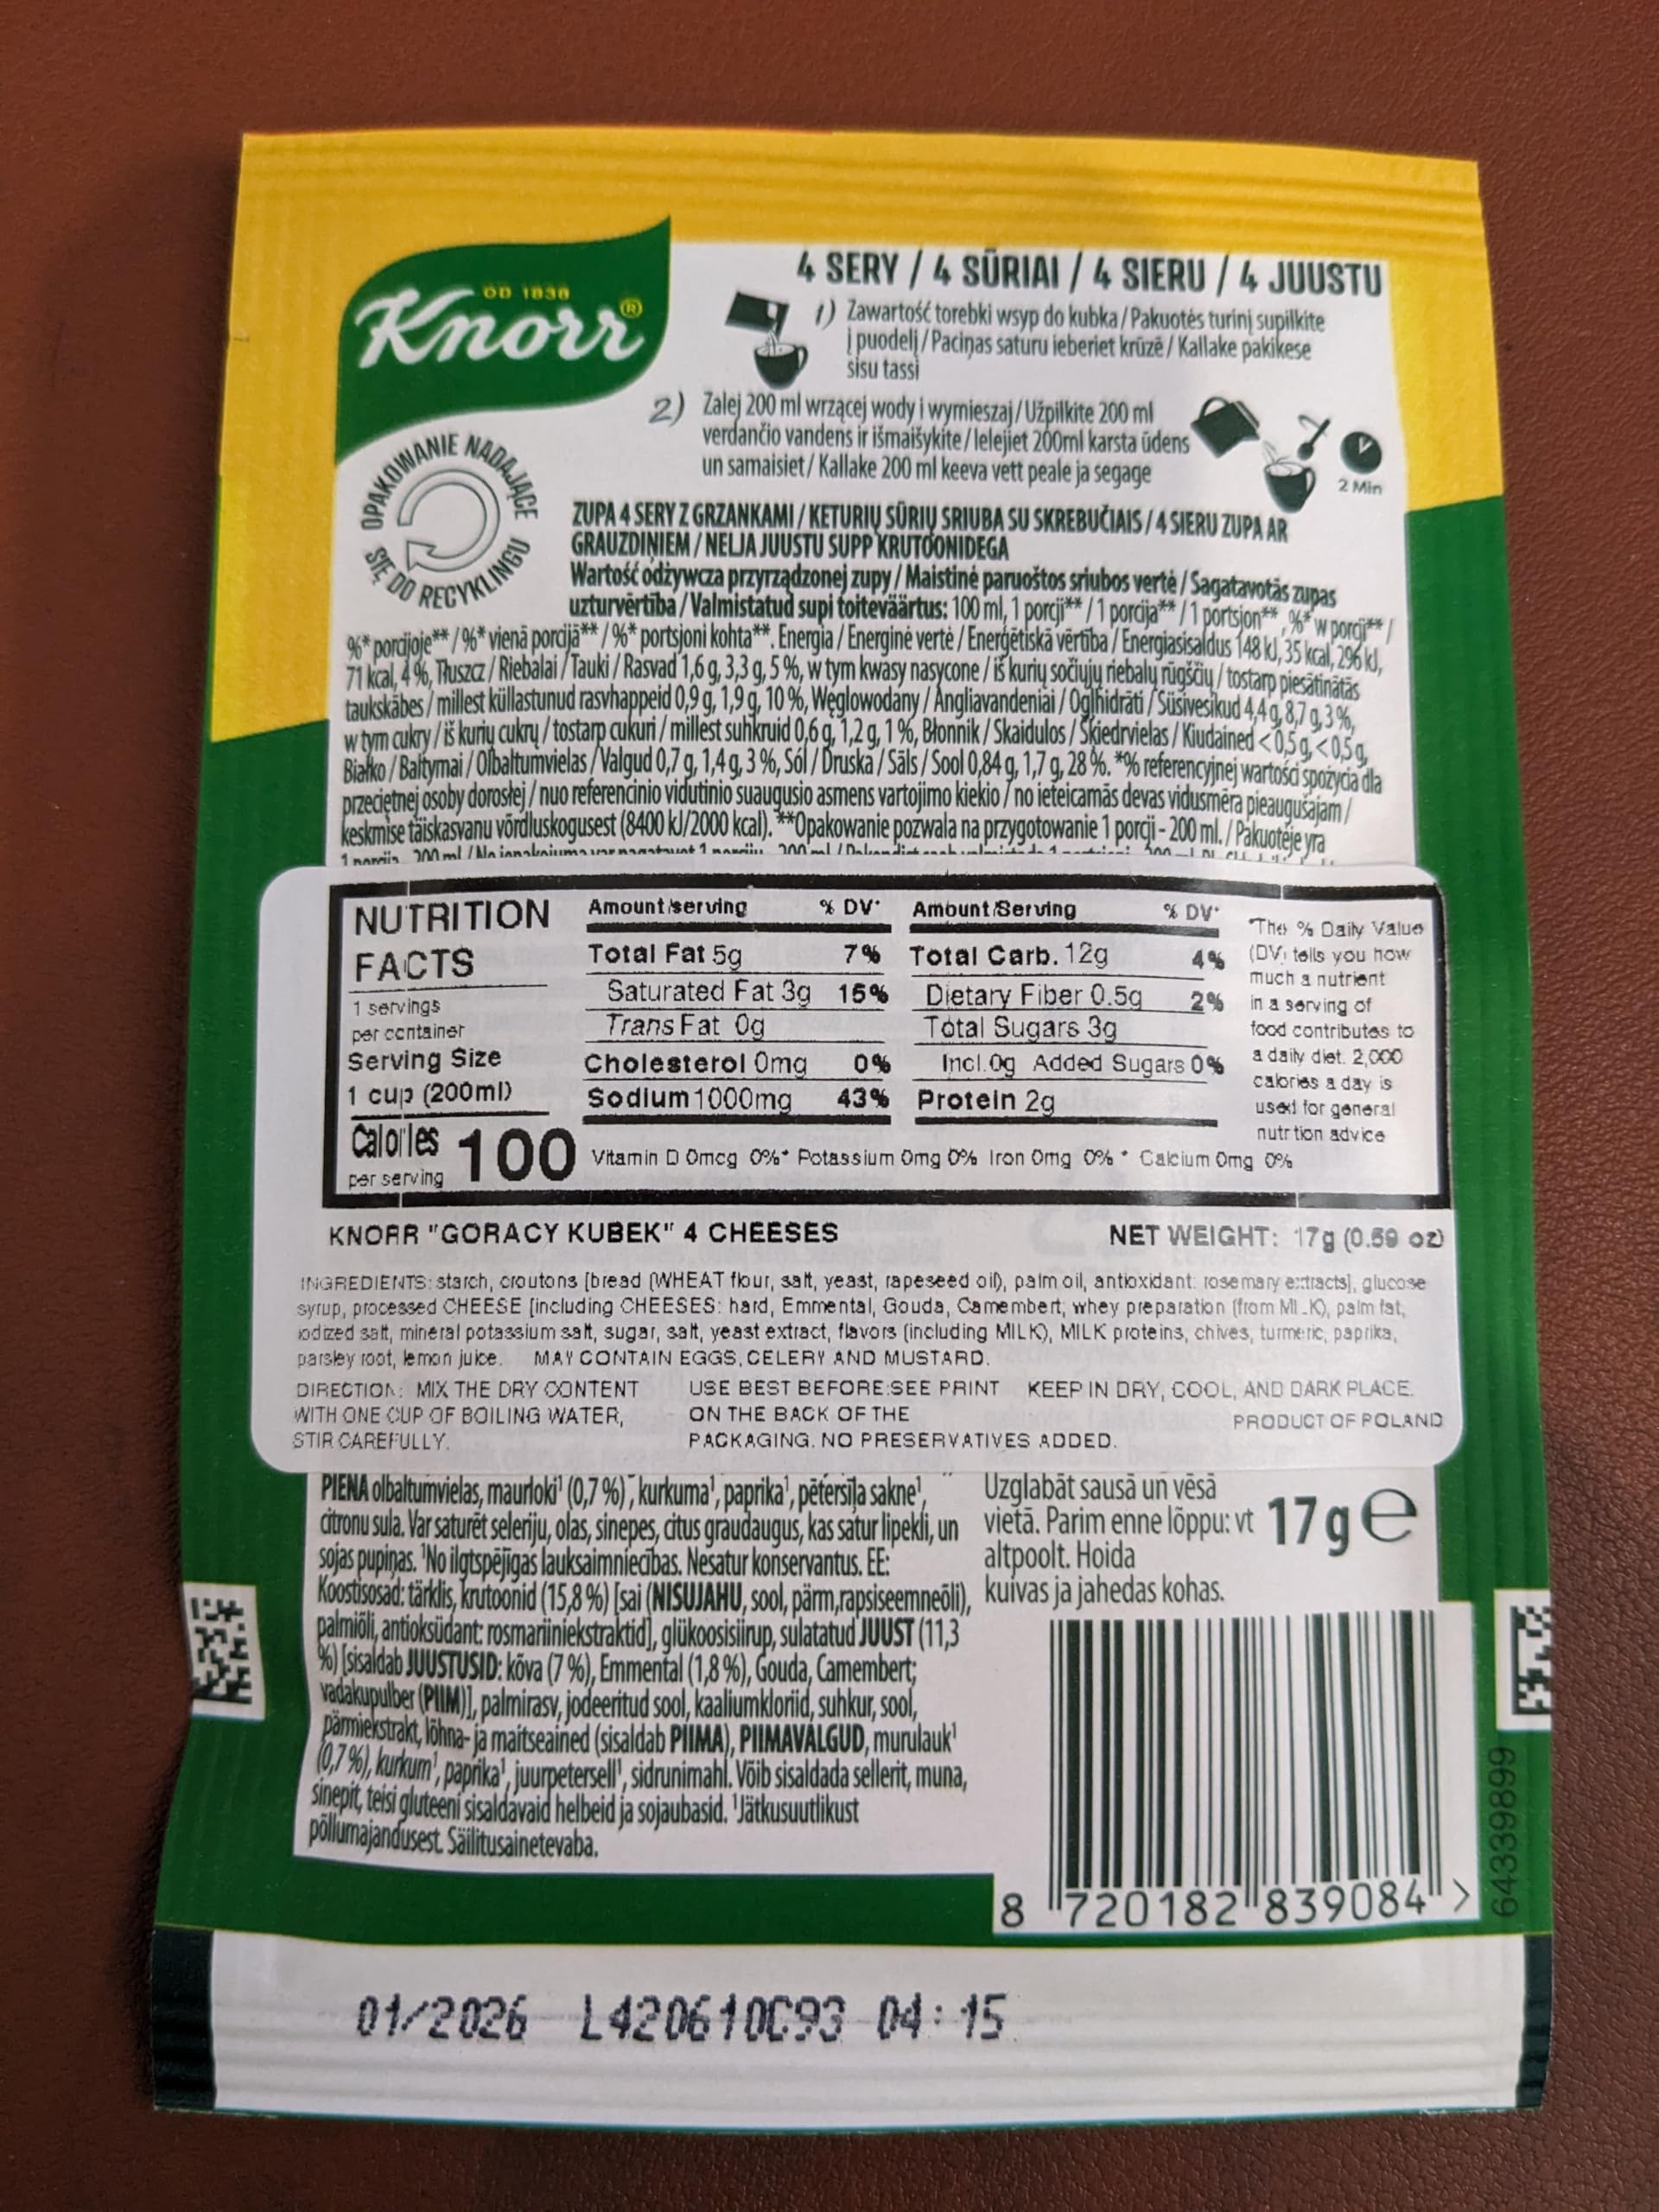 OD 1838
Knorr®
4 SERY / 4 SŪRIAI / 4 SIERU / 4 JUUSTU
1) Zawartość torebki wsyp do kubka / Pakuotės turinį supilkite
į puodelį / Paciņas saturu ieberiet krūzē / Kallake pakikese
sisu tassi
2) Zalej 200 ml wrzącej wody i wymieszaj / Užpilkite 200 ml
verdančio vandens ir išmaišykite / Ielejiet 200ml karsta ūdens
un samaisiet / Kallake 200 ml keeva vett peale ja segage
2 Min
OPAKOWANIE NADAJĄCE
SIĘ DO RECYKLINGU
ZUPA 4 SERY Z GRZANKAMI / KETURIŲ SŪRIŲ SRIUBA SU SKREBUČIAIS / 4 SIERU ZUPA AR
GRAUZDIŅIEM / NELJA JUUSTU SUPP KRUTOONIDEGA
Wartość odżywcza przyrządzonej zupy / Maistinė paruoštos sriubos vertė / Sagatavotās zupas
uzturvērtība / Valmistatud supi toiteväärtus: 100 ml, 1 porcji** / 1 porcija** / 1 portsjon**, %* w porcji** /
%* porcijoje** / %* vienā porcijā** / %* portsjoni kohta**. Energia / Energinė vertė / Enerģētiskā vērtība / Energiasisaldus 148 kJ, 35 kcal, 296 kJ,
71 kcal, 4 %, Tłuszcz / Riebalai / Tauki / Rasvad 1,6 g, 3,3 g, 5 %, w tym kwasy nasycone / iš kurių sočiųjų riebalų rūgščių / tostarp piesātinātās
taukskābes / millest küllastunud rasvhappeid 0,9 g, 1,9 g, 10 %, Węglowodany / Angliavandeniai / Ogļhidrāti / Süsivesikud 4,4 g, 8,7 g, 3 %,
w tym cukry / iš kurių cukrų / tostarp cukuri / millest suhkruid 0,6 g, 1,2 g, 1 %, Błonnik / Skaidulos / Šķiedrvielas / Kiudained <0,5 g, <0,5 g,
Białko / Baltymai / Olbaltumvielas / Valgud 0,7 g, 1,4 g, 3 %, Sól / Druska / Sāls / Sool 0,84 g, 1,7 g, 28 %. *% referencyjnej wartości spożycia dla
przeciętnej osoby dorosłej / nuo referencinio vidutinio suaugusio asmens vartojimo kiekio / no ieteicamās devas vidusmēra pieaugušajam /
keskmise täiskasvanu võrdluskogusest (8400 kJ/2000 kcal). **Opakowanie pozwala na przygotowanie 1 porcji - 200 ml. / Pakuotėje yra
NUTRITION
FACTS
1 servings
per container
Serving Size
1 cup (200ml)
Calories 100
per serving
Amount/serving % DV*
Total Fat 5g 7%
Saturated Fat 3g 15%
Trans Fat 0g
Cholesterol 0mg 0%
Sodium 1000mg 43%
Amount/Serving % DV*
Total Carb. 12g 4%
Dietary Fiber 0.5g 2%
Total Sugars 3g
Incl.0g Added Sugars 0%
Protein 2g
*The % Daily Value
(DV) tells you how
much a nutrient
in a serving of
food contributes to
a daily diet. 2,000
calories a day is
used for general
nutrtion advice
Vitamin D 0mcg 0%* Potassium 0mg 0% Iron 0mg 0% * Calcium 0mg 0%
KNORR "GORACY KUBEK" 4 CHEESES
NET WEIGHT: 17g (0.59 oz)
INGREDIENTS: starch, croutons [bread (WHEAT flour, salt, yeast, rapeseed oil), palm oil, antioxidant: rosemary extracts], glucose
syrup, processed CHEESE [including CHEESES: hard, Emmental, Gouda, Camembert; whey preparation (from MILK), palm fat,
iodized salt, mineral potassium salt, sugar, salt, yeast extract, flavors (including MILK), MILK proteins, chives, turmeric, paprika,
parsley root, lemon juice. MAY CONTAIN EGGS, CELERY AND MUSTARD.
DIRECTION: MIX THE DRY CONTENT
WITH ONE CUP OF BOILING WATER,
STIR CAREFULLY.
USE BEST BEFORE:SEE PRINT
ON THE BACK OF THE
PACKAGING. NO PRESERVATIVES ADDED.
KEEP IN DRY, COOL, AND DARK PLACE.
PRODUCT OF POLAND
PIENA olbaltumvielas, maurloki¹ (0,7 %), kurkuma¹, paprika¹, pētersīļa sakne¹,
citronu sula. Var saturēt seleriju, olas, sinepes, citus graudaugus, kas satur lipekli, un
sojas pupiņas. ¹No ilgtspējīgas lauksaimniecības. Nesatur konservantus. EE:
Koostisosad: tärklis, krutoonid (15,8 %) [sai (NISUJAHU, sool, pärm,rapsiseemneõli),
palmiõli, antioksüdant: rosmariiniekstraktid], glükoosisiirup, sulatatud JUUST (11,3
%) [sisaldab JUUSTUSID: kõva (7 %), Emmental (1,8 %), Gouda, Camembert;
vadakupulber (PIIM)], palmirasv, jodeeritud sool, kaaliumkloriid, suhkur, sool,
pärmiekstrakt, lõhna- ja maitseained (sisaldab PIIMA), PIIMAVALGUD, murulauk¹
(0,7 %), kurkum¹, paprika¹, juurpetersell¹, sidrunimahl. Võib sisaldada sellerit, muna,
sinepit, teisi gluteeni sisaldavaid helbeid ja sojaubasid. ¹Jätkusuutlikust
põllumajandusest. Säilitusainetevaba.
Uzglabāt sausā un vēsā
vietā. Parim enne lõppu: vt
altpoolt. Hoida
kuivas ja jahedas kohas.
17 g e
8 720182 839084 >
64339899
01/2026 L420610C93 04:15